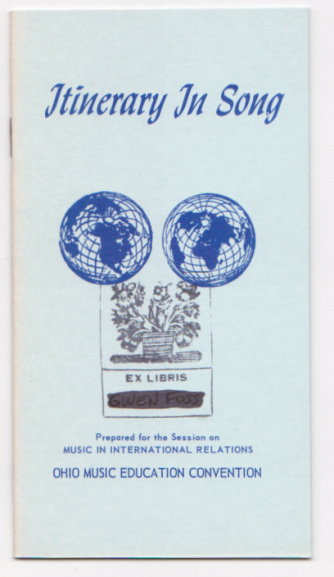 Itinerary In Song
EX LIBRIS
GWEN FOSS
Prepared for the Session on
MUSIC IN INTERNATIONAL RELATIONS
OHIO MUSIC EDUCATION CONVENTION